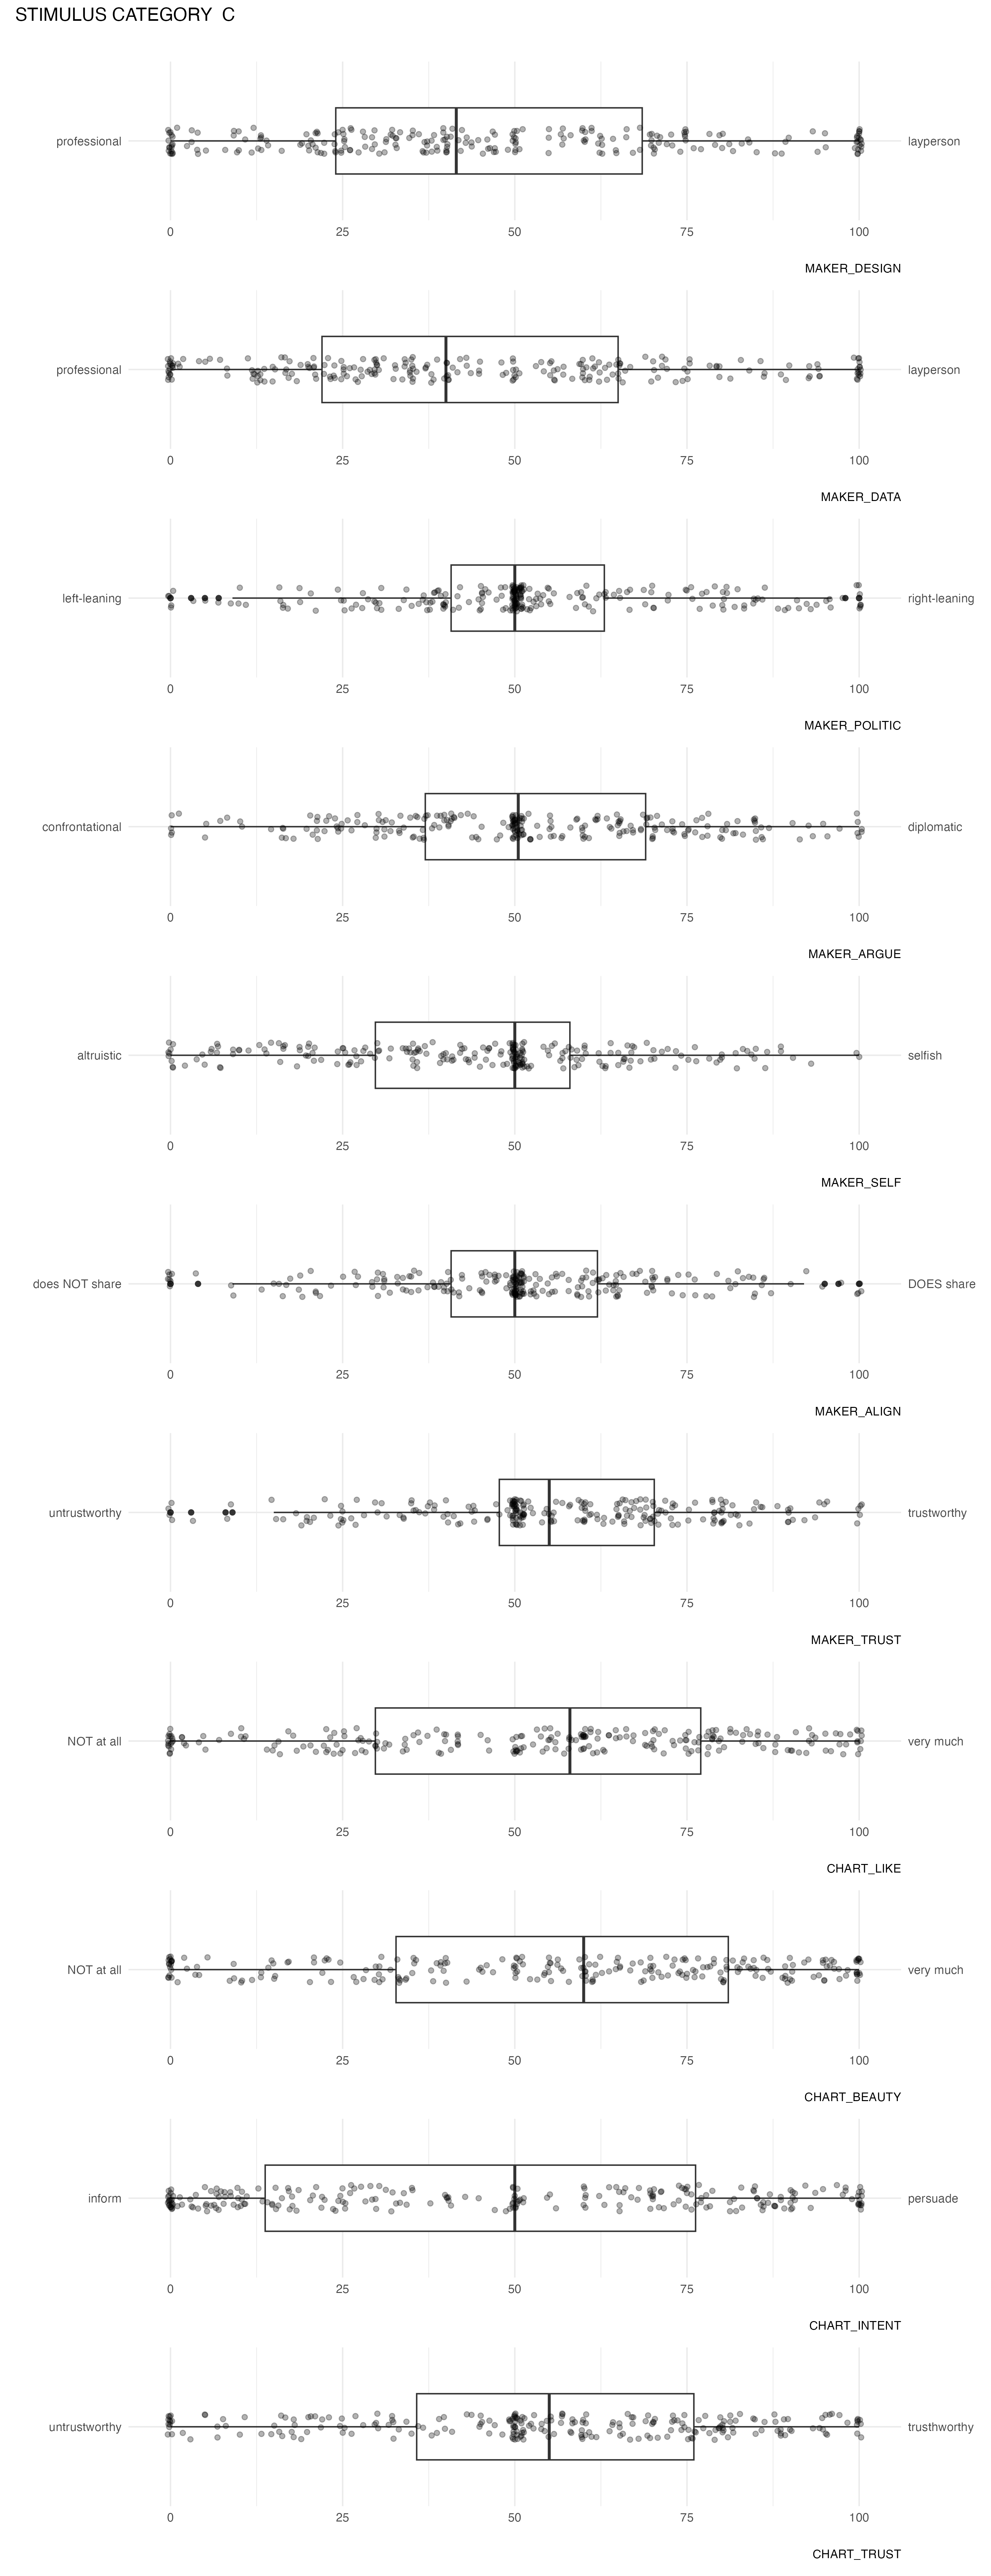 STIMULUS CATEGORY  C
professional layperson
0 25 50 75 100
MAKER_DESIGN
professional layperson
0 25 50 75 100
MAKER_DATA
left-leaning right-leaning
0 25 50 75 100
MAKER_POLITIC
confrontational diplomatic
0 25 50 75 100
MAKER_ARGUE
altruistic selfish
0 25 50 75 100
MAKER_SELF
does NOT share DOES share
0 25 50 75 100
MAKER_ALIGN
untrustworthy trustworthy
0 25 50 75 100
MAKER_TRUST
NOT at all very much
0 25 50 75 100
CHART_LIKE
NOT at all very much
0 25 50 75 100
CHART_BEAUTY
inform persuade
0 25 50 75 100
CHART_INTENT
untrustworthy trusthworthy
0 25 50 75 100
CHART_TRUST